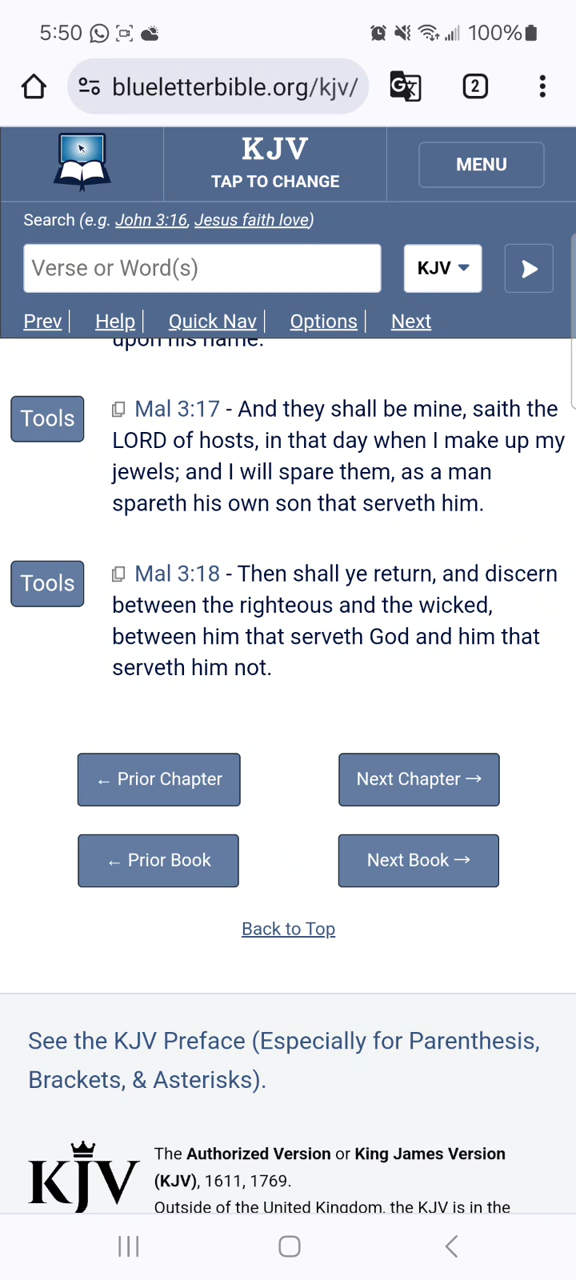 5:50 100%
blueletterbible.org/kjv/ 2
KJV
TAP TO CHANGE
MENU
Search (e.g. John 3:16, Jesus faith love)
Verse or Word(s) KJV
Prev | Help | Quick Nav | Options | Next
upon his name.
Tools
Mal 3:17 - And they shall be mine, saith the
LORD of hosts, in that day when I make up my
jewels; and I will spare them, as a man
spareth his own son that serveth him.
Tools
Mal 3:18 - Then shall ye return, and discern
between the righteous and the wicked,
between him that serveth God and him that
serveth him not.
← Prior Chapter Next Chapter →
← Prior Book Next Book →
Back to Top
See the KJV Preface (Especially for Parenthesis,
Brackets, & Asterisks).
KJV
The Authorized Version or King James Version
(KJV), 1611, 1769.
Outside of the United Kingdom, the KJV is in the